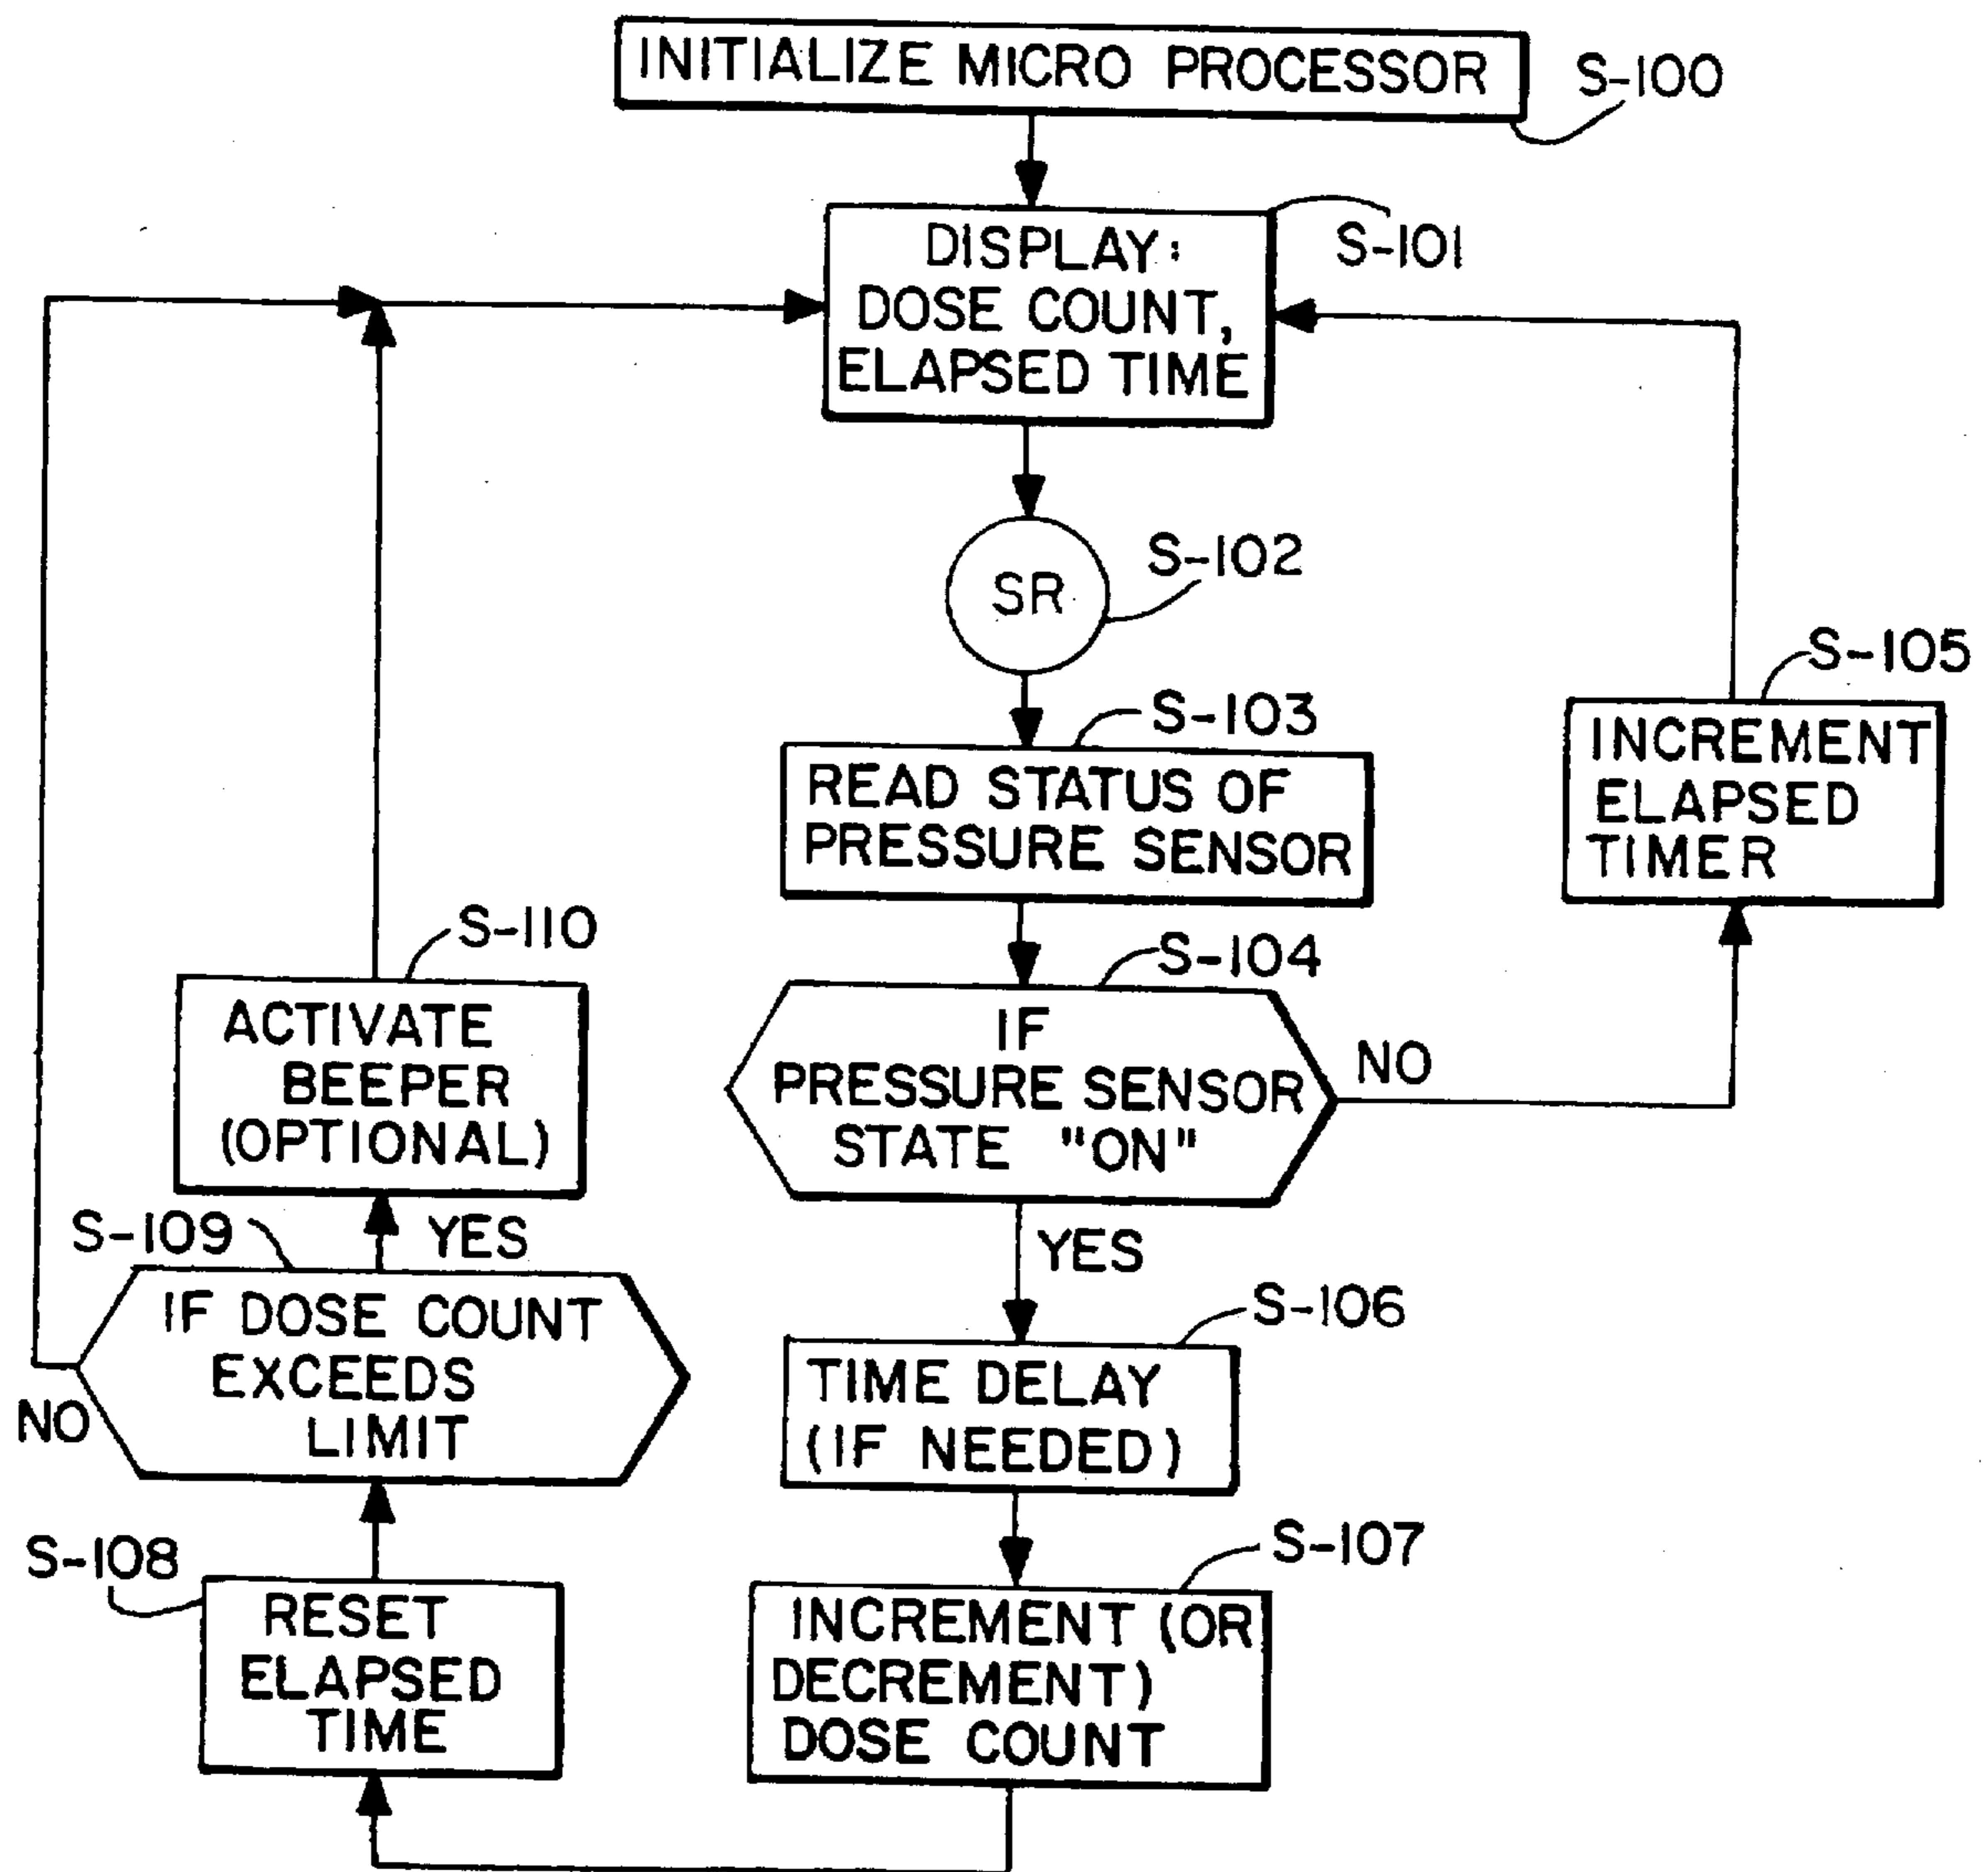 INITIALIZE MICRO PROCESSOR
S-100
DISPLAY:
DOSE COUNT,
ELAPSED TIME
S-101
SR
S-102
S-103
READ STATUS OF
PRESSURE SENSOR
S-105
INCREMENT
ELAPSED
TIMER
S-104
IF
PRESSURE SENSOR
STATE "ON"
NO
YES
S-106
TIME DELAY
(IF NEEDED)
S-107
INCREMENT (OR
DECREMENT)
DOSE COUNT
S-108
RESET
ELAPSED
TIME
S-109
IF DOSE COUNT
EXCEEDS
LIMIT
NO
YES
S-110
ACTIVATE
BEEPER
(OPTIONAL)